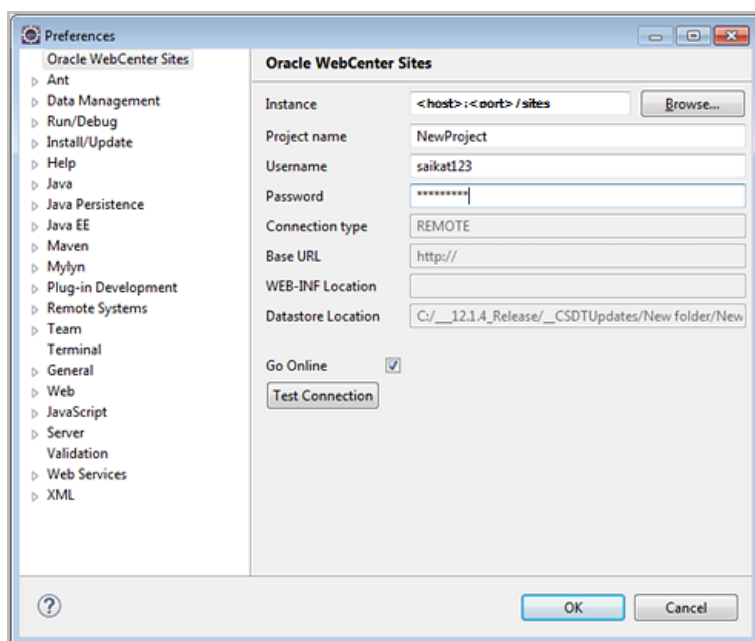 Preferences
Oracle WebCenter Sites
Ant
Data Management
Run/Debug
Install/Update
Help
Java
Java Persistence
Java EE
Maven
Mylyn
Plug-in Development
Remote Systems
Team
Terminal
General
Web
JavaScript
Server
Validation
Web Services
XML
Oracle WebCenter Sites
Instance <host>:<port>/sites Browse...
Project name NewProject
Username saikat123
Password *********
Connection type REMOTE
Base URL http://
WEB-INF Location
Datastore Location C:/__12.1.4_Release/__CSDTUpdates/New folder/New
Go Online
Test Connection
? OK Cancel